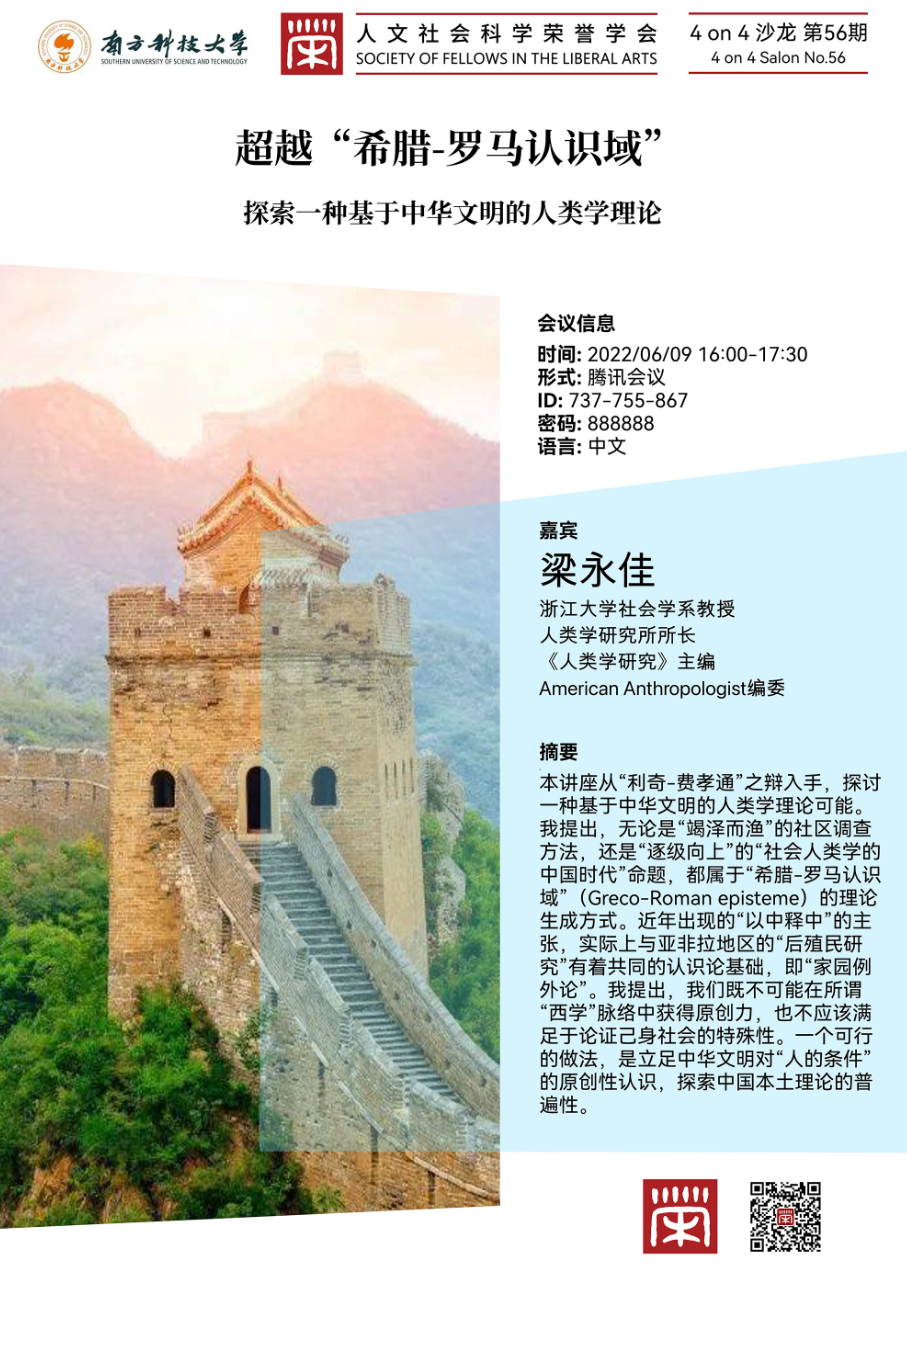 南方科技大学
SOUTHERN UNIVERSITY OF SCIENCE AND TECHNOLOGY
人文社会科学荣誉学会
SOCIETY OF FELLOWS IN THE LIBERAL ARTS
4 on 4 沙龙 第56期
4 on 4 Salon No.56
超越“希腊-罗马认识域”
探索一种基于中华文明的人类学理论
会议信息
时间: 2022/06/09 16:00-17:30
形式: 腾讯会议
ID: 737-755-867
密码: 888888
语言: 中文
嘉宾
梁永佳
浙江大学社会学系教授
人类学研究所所长
《人类学研究》主编
American Anthropologist编委
摘要
本讲座从“利奇-费孝通”之辩入手，探讨
一种基于中华文明的人类学理论可能。
我提出，无论是“竭泽而渔”的社区调查
方法，还是“逐级向上”的“社会人类学的
中国时代”命题，都属于“希腊-罗马认识
域”（Greco-Roman episteme）的理论
生成方式。近年出现的“以中释中”的主
张，实际上与亚非拉地区的“后殖民研
究”有着共同的认识论基础，即“家园例
外论”。我提出，我们既不可能在所谓
“西学”脉络中获得原创力，也不应该满
足于论证己身社会的特殊性。一个可行
的做法，是立足中华文明对“人的条件”
的原创性认识，探索中国本土理论的普
遍性。